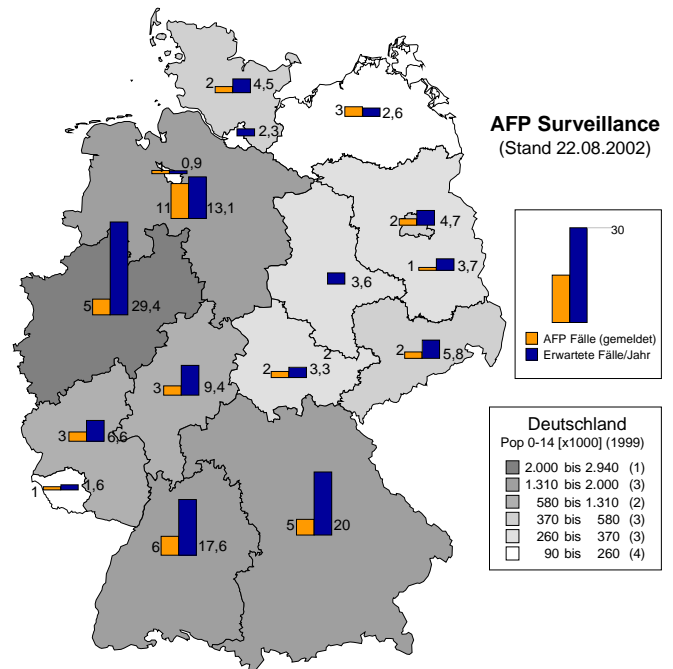 AFP Surveillance
(Stand 22.08.2002)
2 4,5
3 2,6
2,3
0,9
11 13,1
2 4,7
1 3,7
3,6
5 29,4
2
2 3,3
2 5,8
3 9,4
3 6,6
1 1,6
6 17,6
5 20
30
AFP Fälle (gemeldet)
Erwartete Fälle/Jahr
Deutschland
Pop 0-14 [x1000] (1999)
2.000 bis 2.940 (1)
1.310 bis 2.000 (3)
580 bis 1.310 (2)
370 bis 580 (3)
260 bis 370 (3)
90 bis 260 (4)